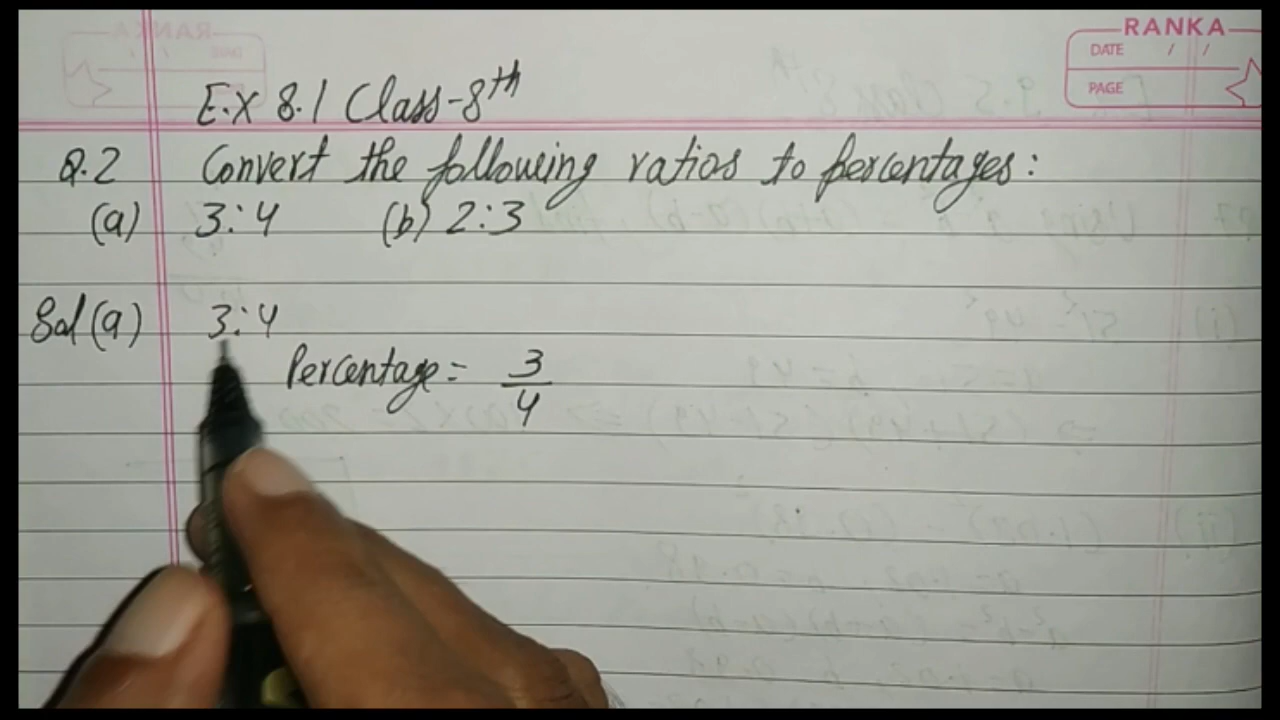 RANKA
DATE / /
PAGE
E.x 8.1 Class-8th
Q.2 Convert the following ratios to percentages:
(a) 3:4 (b) 2:3
Sol (a) 3:4
Percentage = 3/4